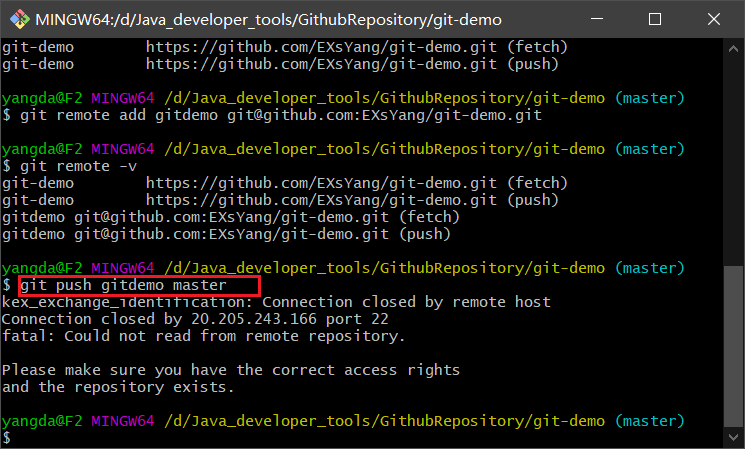 MINGW64:/d/Java_developer_tools/GithubRepository/git-demo
git-demo        https://github.com/EXsYang/git-demo.git (fetch)
git-demo        https://github.com/EXsYang/git-demo.git (push)
yangda@F2 MINGW64 /d/Java_developer_tools/GithubRepository/git-demo (master)
$ git remote add gitdemo git@github.com:EXsYang/git-demo.git
yangda@F2 MINGW64 /d/Java_developer_tools/GithubRepository/git-demo (master)
$ git remote -v
git-demo        https://github.com/EXsYang/git-demo.git (fetch)
git-demo        https://github.com/EXsYang/git-demo.git (push)
gitdemo git@github.com:EXsYang/git-demo.git (fetch)
gitdemo git@github.com:EXsYang/git-demo.git (push)
yangda@F2 MINGW64 /d/Java_developer_tools/GithubRepository/git-demo (master)
$ git push gitdemo master
kex_exchange_identification: Connection closed by remote host
Connection closed by 20.205.243.166 port 22
fatal: Could not read from remote repository.
Please make sure you have the correct access rights
and the repository exists.
yangda@F2 MINGW64 /d/Java_developer_tools/GithubRepository/git-demo (master)
$